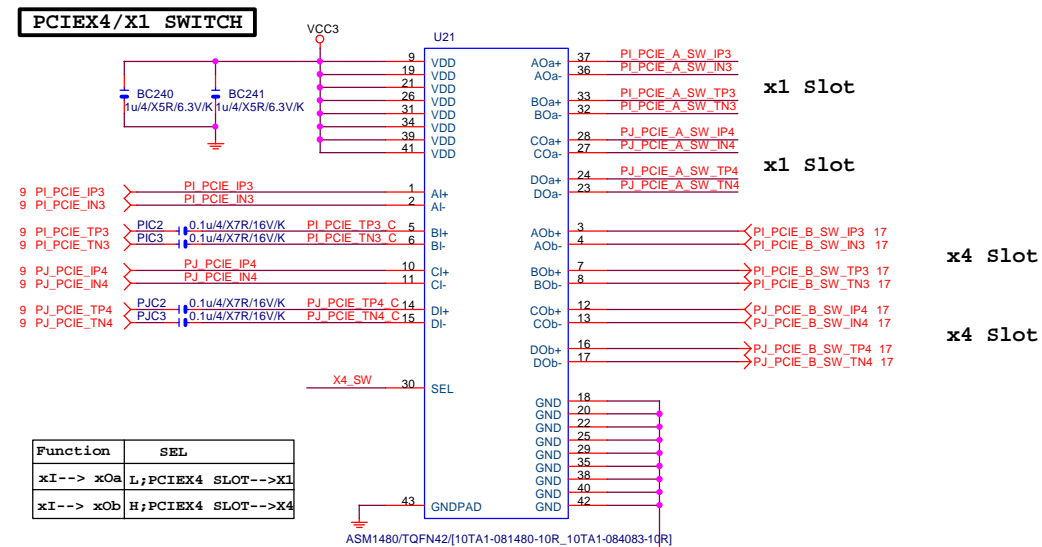 PCIEX4/X1 SWITCH
VCC3
U21
BC240
1u/4/X5R/6.3V/K
BC241
1u/4/X5R/6.3V/K
9 VDD
19 VDD
21 VDD
26 VDD
31 VDD
34 VDD
39 VDD
41 VDD
9 PI_PCIE_IP3 PI_PCIE_IP3 1 AI+
9 PI_PCIE_IN3 PI_PCIE_IN3 2 AI-
9 PI_PCIE_TP3 PIC2 0.1u/4/X7R/16V/K PI_PCIE_TP3_C 5 BI+
9 PI_PCIE_TN3 PIC3 0.1u/4/X7R/16V/K PI_PCIE_TN3_C 6 BI-
9 PJ_PCIE_IP4 PJ_PCIE_IP4 10 CI+
9 PJ_PCIE_IN4 PJ_PCIE_IN4 11 CI-
9 PJ_PCIE_TP4 PJC2 0.1u/4/X7R/16V/K PJ_PCIE_TP4_C 14 DI+
9 PJ_PCIE_TN4 PJC3 0.1u/4/X7R/16V/K PJ_PCIE_TN4_C 15 DI-
X4_SW 30 SEL
43 GNDPAD
AOa+ 37 PI_PCIE_A_SW_IP3
AOa- 36 PI_PCIE_A_SW_IN3
x1 Slot
BOa+ 33 PI_PCIE_A_SW_TP3
BOa- 32 PI_PCIE_A_SW_TN3
COa+ 28 PJ_PCIE_A_SW_IP4
COa- 27 PJ_PCIE_A_SW_IN4
x1 Slot
DOa+ 24 PJ_PCIE_A_SW_TP4
DOa- 23 PJ_PCIE_A_SW_TN4
AOb+ 3 PI_PCIE_B_SW_IP3 17
AOb- 4 PI_PCIE_B_SW_IN3 17
x4 Slot
BOb+ 7 PI_PCIE_B_SW_TP3 17
BOb- 8 PI_PCIE_B_SW_TN3 17
COb+ 12 PJ_PCIE_B_SW_IP4 17
COb- 13 PJ_PCIE_B_SW_IN4 17
x4 Slot
DOb+ 16 PJ_PCIE_B_SW_TP4 17
DOb- 17 PJ_PCIE_B_SW_TN4 17
GND 18
GND 20
GND 22
GND 25
GND 29
GND 35
GND 38
GND 40
GND 42
Function SEL
xI--> xOa L;PCIEX4 SLOT-->X1
xI--> xOb H;PCIEX4 SLOT-->X4
ASM1480/TQFN42/[10TA1-081480-10R_10TA1-084083-10R]